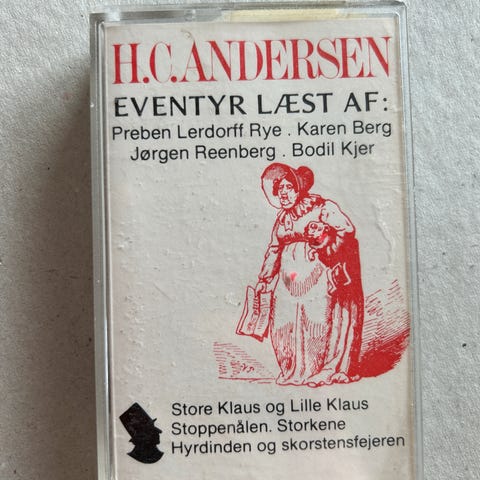 H.C.ANDERSEN
EVENTYR LÆST AF:
Preben Lerdorff Rye . Karen Berg
Jørgen Reenberg . Bodil Kjer
Store Klaus og Lille Klaus
Stoppenålen. Storkene
Hyrdinden og skorstensfejeren